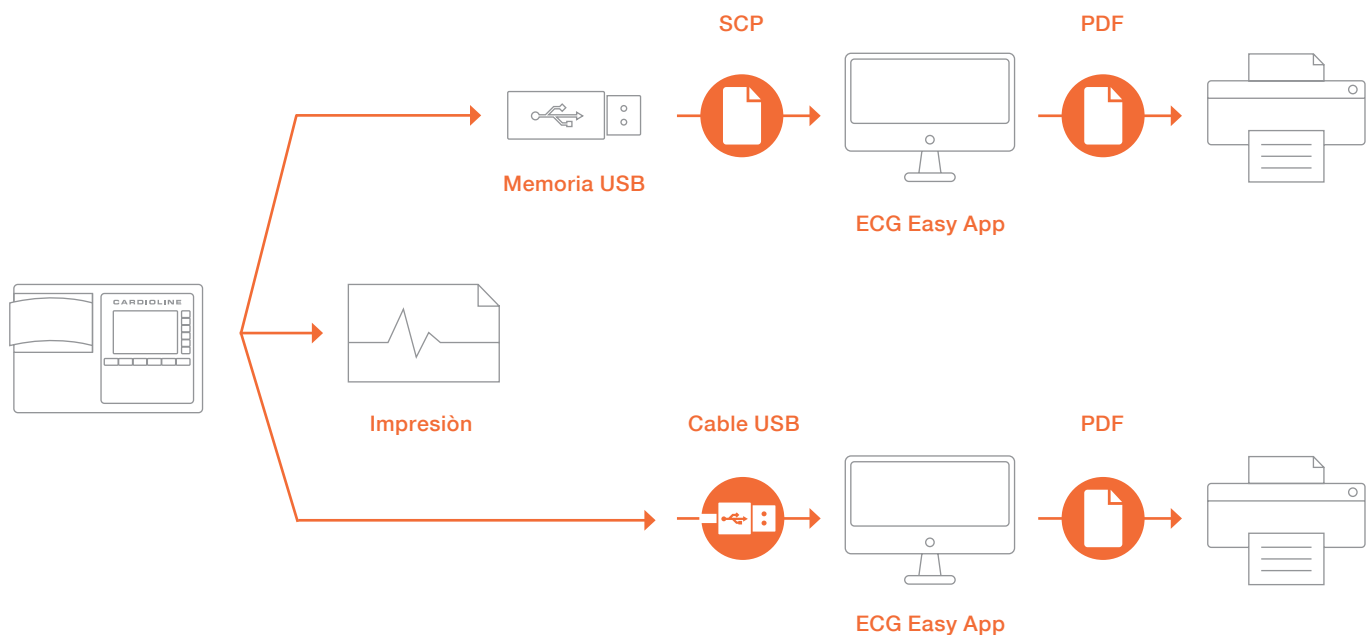 SCP
PDF
Memoria USB
ECG Easy App
CARDIOLINE
Impresiòn
Cable USB
PDF
ECG Easy App